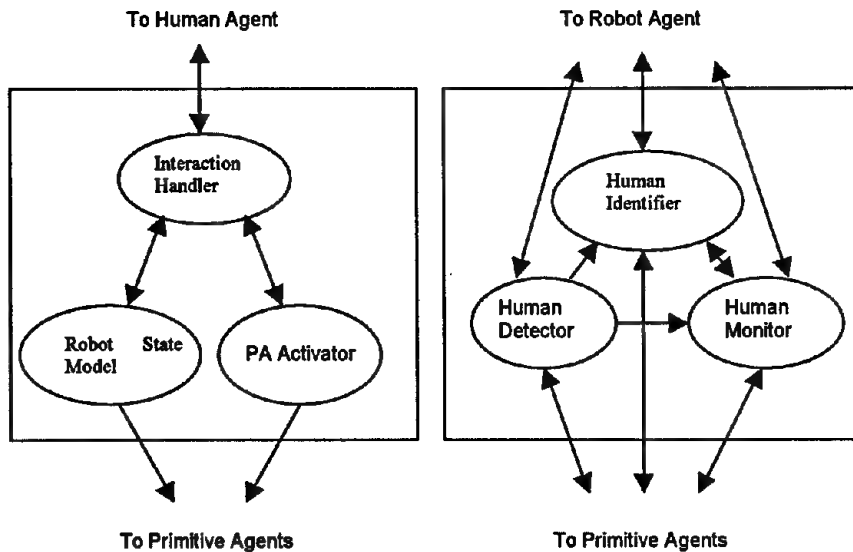 To Human Agent
To Robot Agent
Interaction
Handler
Human
Identifier
Robot State
Model
PA Activator
Human
Detector
Human
Monitor
To Primitive Agents
To Primitive Agents